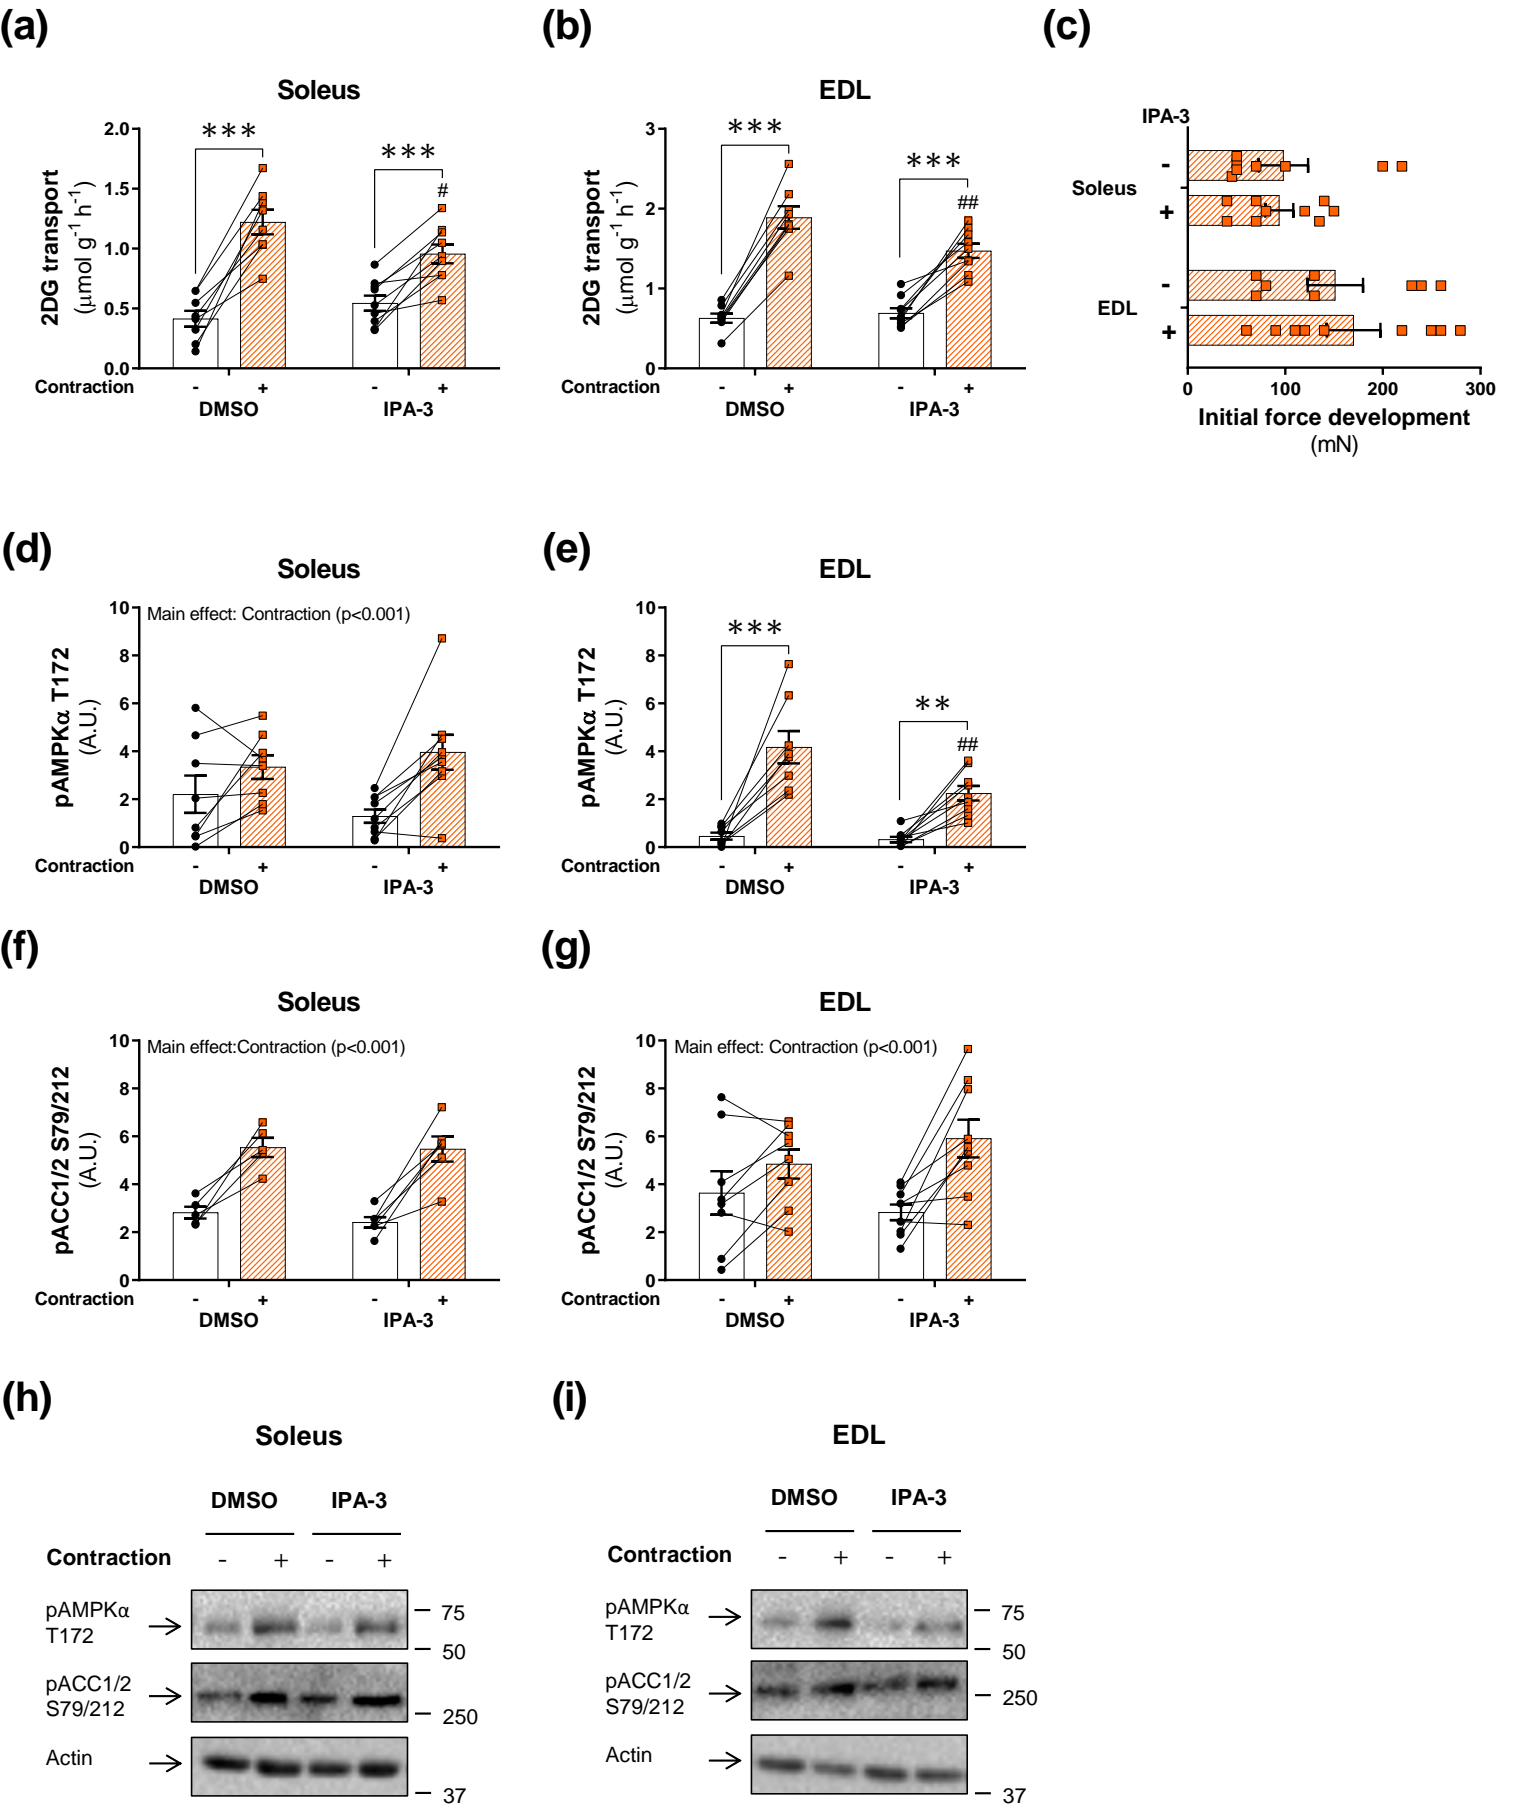 (a)
Soleus
2DG transport
(μmol g-1 h-1)
2.0
1.5
1.0
0.5
0.0
***
***
#
Contraction - + - +
DMSO IPA-3
(b)
EDL
2DG transport
(μmol g-1 h-1)
3
2
1
0
***
***
##
- + - +
DMSO IPA-3
(c)
IPA-3
-
Soleus
+
-
EDL
+
0 100 200 300
Initial force development
(mN)
(d)
Soleus
pAMPKα T172
(A.U.)
Main effect: Contraction (p<0.001)
10
8
6
4
2
0
Contraction - + - +
DMSO IPA-3
(e)
EDL
pAMPKα T172
(A.U.)
10
8
6
4
2
0
***
**
##
Contraction - + - +
DMSO IPA-3
(f)
Soleus
pACC1/2 S79/212
(A.U.)
Main effect:Contraction (p<0.001)
10
8
6
4
2
0
Contraction - + - +
DMSO IPA-3
(g)
EDL
pACC1/2 S79/212
(A.U.)
Main effect: Contraction (p<0.001)
10
8
6
4
2
0
Contraction - + - +
DMSO IPA-3
(h)
Soleus
DMSO IPA-3
Contraction - + - +
pAMPKα
T172
75
50
pACC1/2
S79/212
250
Actin
37
(i)
EDL
DMSO IPA-3
Contraction - + - +
pAMPKα
T172
75
50
pACC1/2
S79/212
250
Actin
37